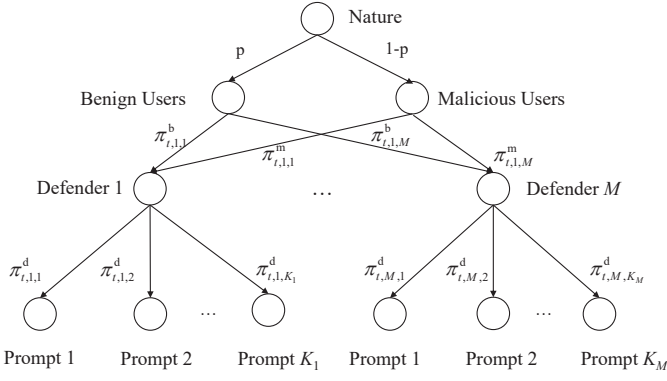 Nature
p 1-p
Benign Users Malicious Users
π^b_{t,1,1} π^m_{t,1,1} π^b_{t,1,M} π^m_{t,1,M}
Defender 1 ... Defender M
π^d_{t,1,1} π^d_{t,1,2} π^d_{t,1,K_1} π^d_{t,M,1} π^d_{t,M,2} π^d_{t,M,K_M}
... ...
Prompt 1 Prompt 2 Prompt K_1 Prompt 1 Prompt 2 Prompt K_M